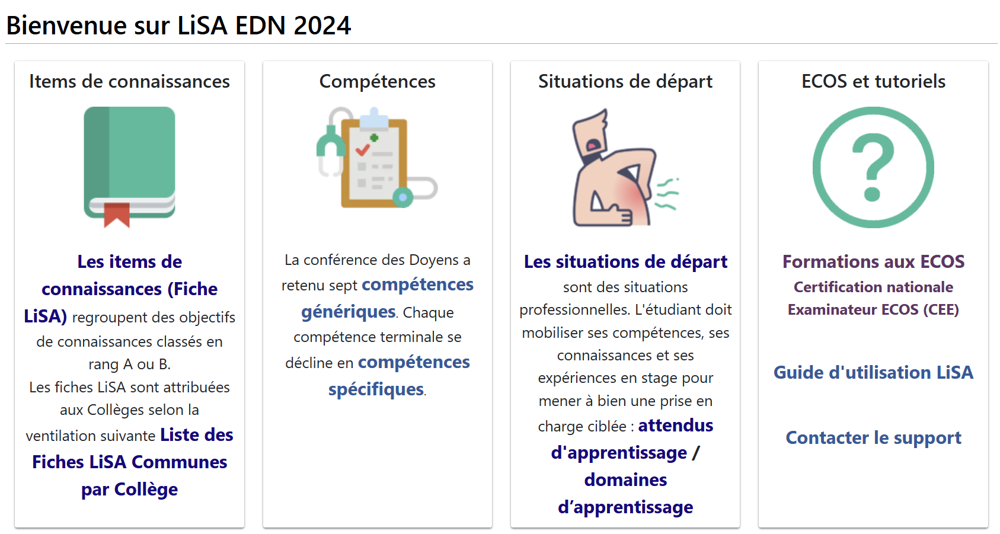 Bienvenue sur LiSA EDN 2024
Items de connaissances
Les items de
connaissances (Fiche
LiSA) regroupent des objectifs
de connaissances classés en
rang A ou B.
Les fiches LiSA sont attribuées
aux Collèges selon la
ventilation suivante Liste des
Fiches LiSA Communes
par Collège
Compétences
La conférence des Doyens a
retenu sept compétences
génériques. Chaque
compétence terminale se
décline en compétences
spécifiques.
Situations de départ
Les situations de départ
sont des situations
professionnelles. L'étudiant doit
mobiliser ses compétences, ses
connaissances et ses
expériences en stage pour
mener à bien une prise en
charge ciblée : attendus
d'apprentissage /
domaines
d’apprentissage
ECOS et tutoriels
Formations aux ECOS
Certification nationale
Examinateur ECOS (CEE)
Guide d'utilisation LiSA
Contacter le support